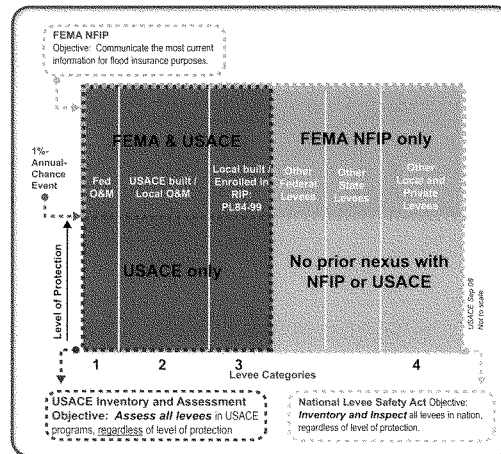 FEMA NFIP
Objective: Communicate the most current
information for flood insurance purposes.
FEMA & USACE
FEMA NFIP only
1%-
Annual-
Chance
Event
Fed
O&M
USACE built /
Local O&M
Local built /
Enrolled in
RIP:
PL84-99
Other
Federal
Levees
Other
State
Levees
Other
Local and
Private
Levees
Level of Protection
USACE only
No prior nexus with
NFIP or USACE
USACE Sep 08
Not to scale
1 2 3 4
Levee Categories
USACE Inventory and Assessment
Objective: Assess all levees in USACE
programs, regardless of level of protection
National Levee Safety Act Objective:
Inventory and Inspect all levees in nation,
regardless of level of protection.